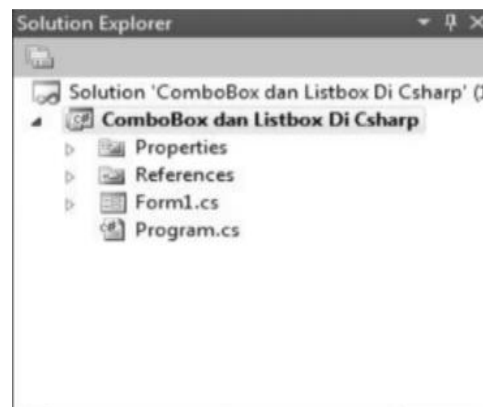 Solution Explorer
Solution 'ComboBox dan Listbox Di Csharp' (
ComboBox dan Listbox Di Csharp
Properties
References
Form1.cs
Program.cs